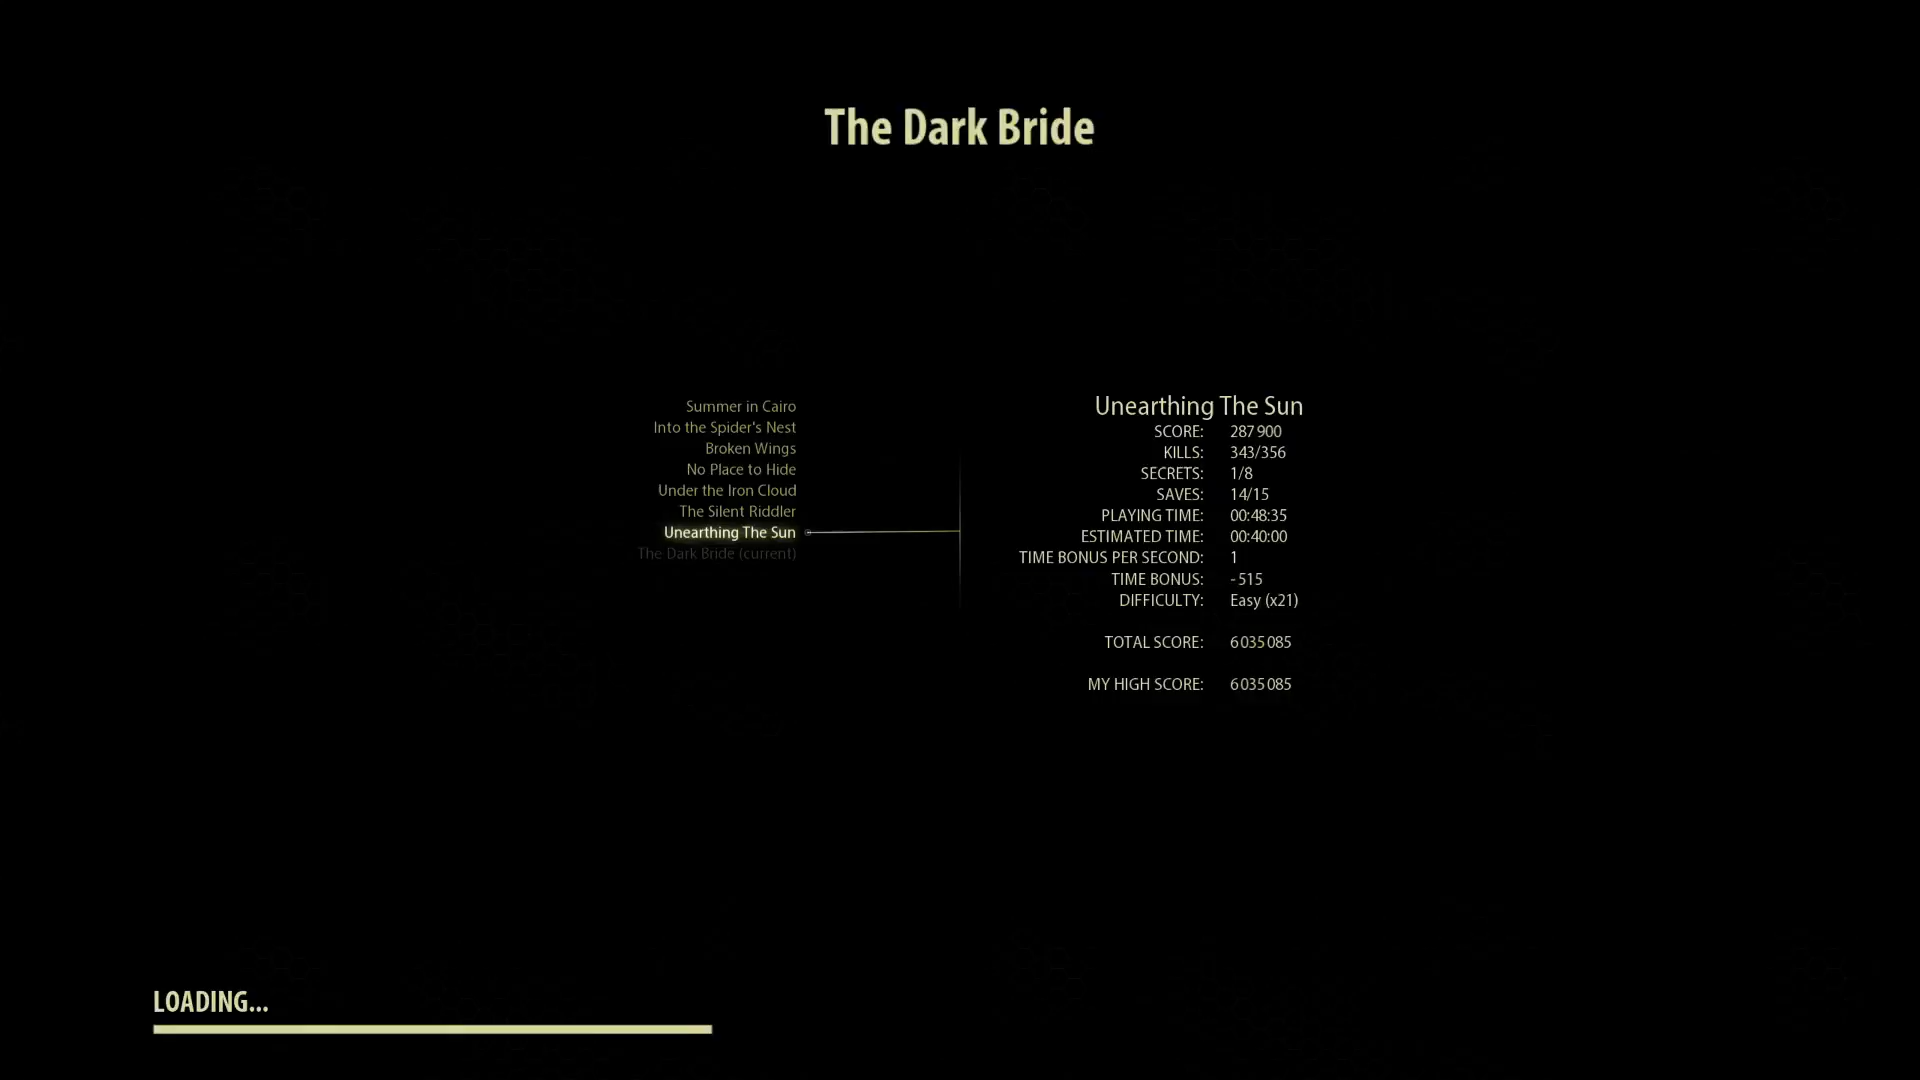 The Dark Bride
Summer in Cairo
Into the Spider's Nest
Broken Wings
No Place to Hide
Under the Iron Cloud
The Silent Riddler
Unearthing The Sun
The Dark Bride (current)
Unearthing The Sun
SCORE: 287 900
KILLS: 343/356
SECRETS: 1/8
SAVES: 14/15
PLAYING TIME: 00:48:35
ESTIMATED TIME: 00:40:00
TIME BONUS PER SECOND: 1
TIME BONUS: -515
DIFFICULTY: Easy (x21)
TOTAL SCORE: 6 035 085
MY HIGH SCORE: 6 035 085
LOADING...